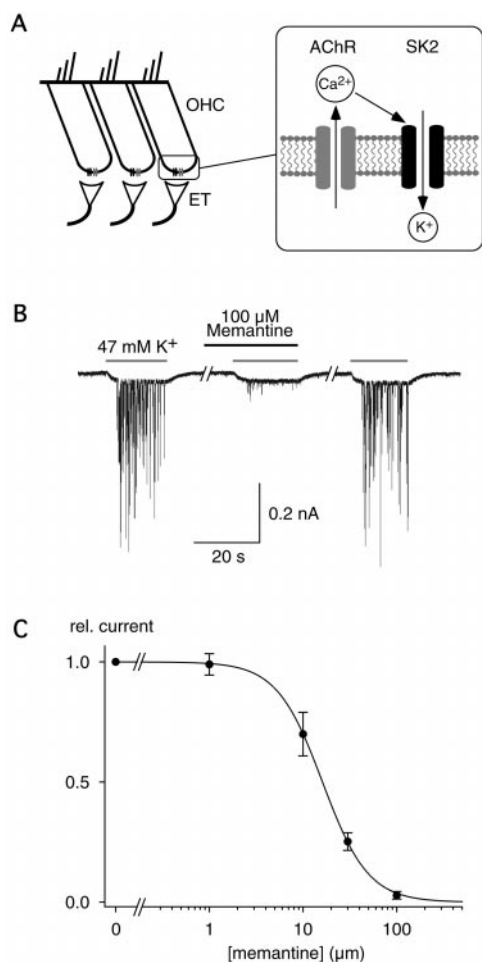 A
AChR SK2
Ca2+
OHC
ET
K+
B
100 µM
Memantine
47 mM K+
0.2 nA
20 s
C
rel. current
1.0
0.5
0.0
0 1 10 100
[memantine] (µm)